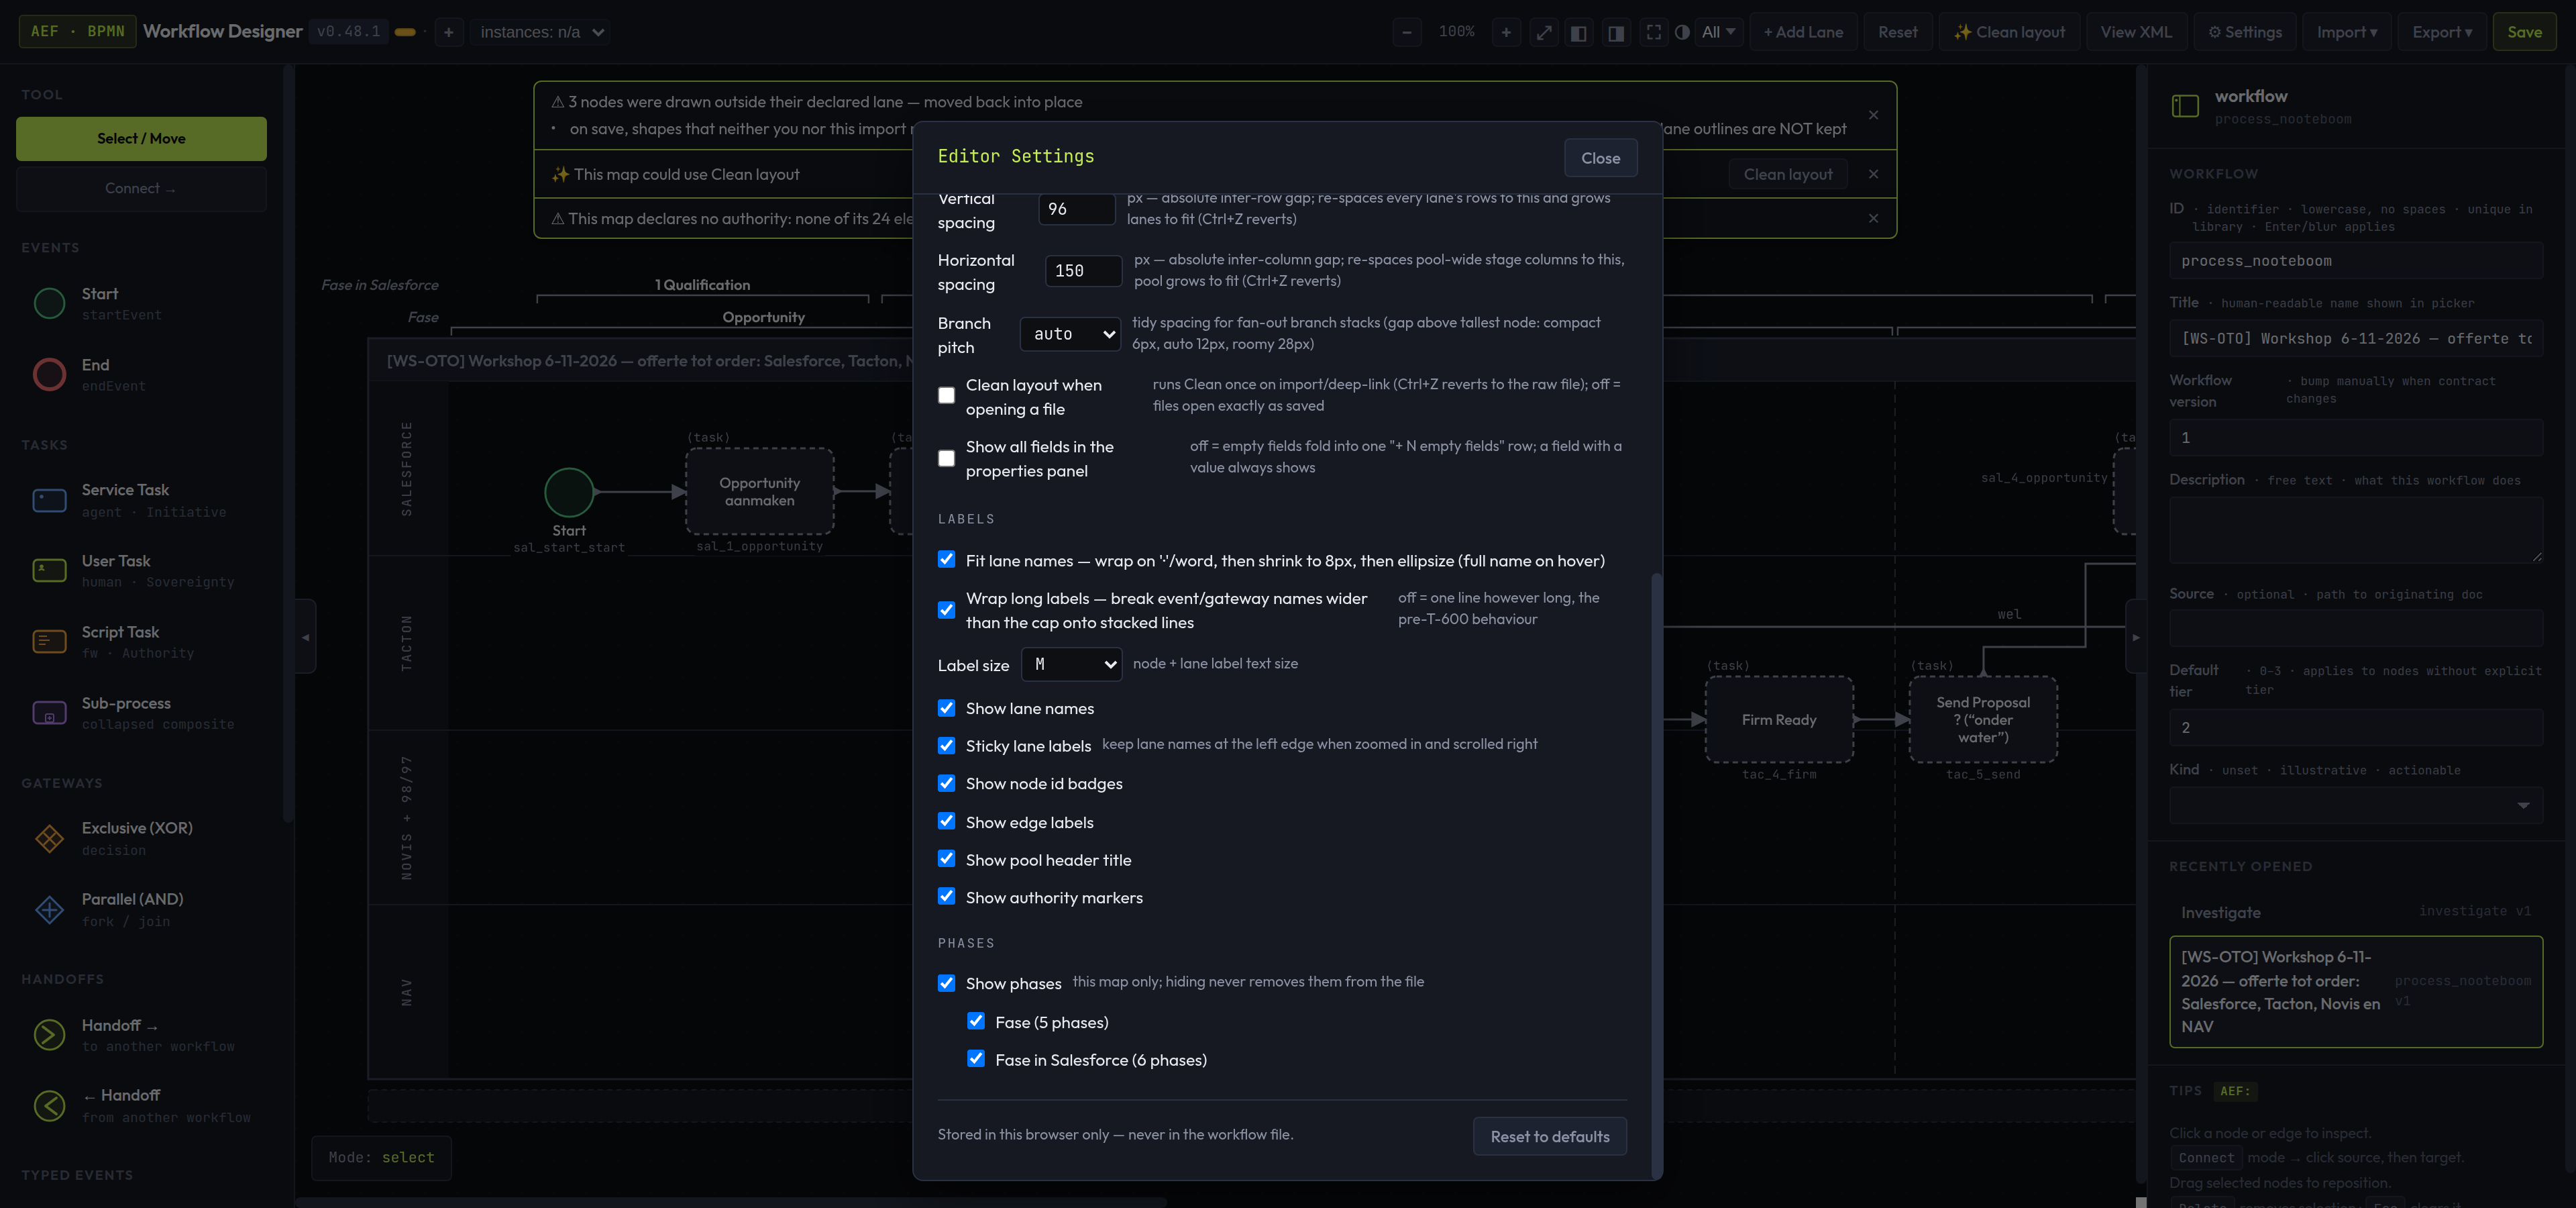 AEF · BPMN Workflow Designer v0.48.1 · + instances: n/a
− 100% + All + Add Lane Reset ✨ Clean layout View XML ⚙ Settings Import ▾ Export ▾ Save
TOOL
Select / Move
Connect →
EVENTS
Start
startEvent
End
endEvent
TASKS
Service Task
agent · Initiative
User Task
human · Sovereignty
Script Task
fw · Authority
Sub-process
collapsed composite
GATEWAYS
Exclusive (XOR)
decision
Parallel (AND)
fork / join
HANDOFFS
Handoff →
to another workflow
← Handoff
from another workflow
TYPED EVENTS
⚠ 3 nodes were drawn outside their declared lane — moved back into place
• on save, shapes that neither you nor this import
lane outlines are NOT kept
✨ This map could use Clean layout
Clean layout ×
⚠ This map declares no authority: none of its 24
Fase in Salesforce
1 Qualification
Fase
Opportunity
[WS-OTO] Workshop 6-11-2026 — offerte tot order: Salesforce, Tacton,
SALESFORCE
TACTON
NOVIS + 98/97
NAV
Start
sal_start_start
(task)
Opportunity
aanmaken
sal_1_opportunity
sal_4_opportunity
wel
(task)
Firm Ready
tac_4_firm
(task)
Send Proposal
? (“onder
water”)
tac_5_send
Mode: select
Editor Settings
Close
Vertical
spacing
96
px — absolute inter-row gap; re-spaces every lane's rows to this and grows
lanes to fit (Ctrl+Z reverts)
Horizontal
spacing
150
px — absolute inter-column gap; re-spaces pool-wide stage columns to this,
pool grows to fit (Ctrl+Z reverts)
Branch
pitch
auto
tidy spacing for fan-out branch stacks (gap above tallest node: compact
6px, auto 12px, roomy 28px)
Clean layout when
opening a file
runs Clean once on import/deep-link (Ctrl+Z reverts to the raw file); off =
files open exactly as saved
Show all fields in the
properties panel
off = empty fields fold into one "+ N empty fields" row; a field with a
value always shows
LABELS
Fit lane names — wrap on '·'/word, then shrink to 8px, then ellipsize (full name on hover)
Wrap long labels — break event/gateway names wider
than the cap onto stacked lines
off = one line however long, the
pre-T-600 behaviour
Label size M node + lane label text size
Show lane names
Sticky lane labels keep lane names at the left edge when zoomed in and scrolled right
Show node id badges
Show edge labels
Show pool header title
Show authority markers
PHASES
Show phases this map only; hiding never removes them from the file
Fase (5 phases)
Fase in Salesforce (6 phases)
Stored in this browser only — never in the workflow file.
Reset to defaults
workflow
process_nooteboom
WORKFLOW
ID · identifier · lowercase, no spaces · unique in
library · Enter/blur applies
process_nooteboom
Title · human-readable name shown in picker
[WS-OTO] Workshop 6-11-2026 — offerte to
Workflow
version
· bump manually when contract
changes
1
Description · free text · what this workflow does
Source · optional · path to originating doc
Default
tier
· 0–3 · applies to nodes without explicit
tier
2
Kind · unset · illustrative · actionable
RECENTLY OPENED
Investigate investigate v1
[WS-OTO] Workshop 6-11-
2026 — offerte tot order:
Salesforce, Tacton, Novis en
NAV
process_nooteboom
v1
TIPS AEF:
Click a node or edge to inspect.
Connect mode → click source, then target.
Drag selected nodes to reposition.